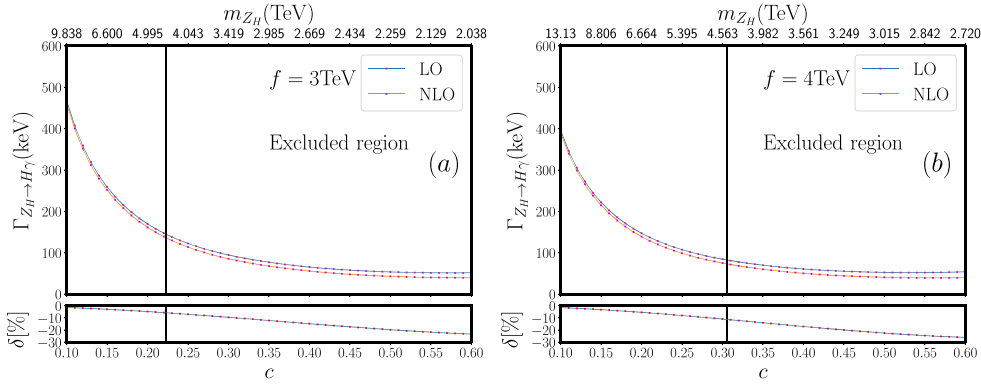 m_{Z_H}(TeV)
9.838 6.600 4.995 4.043 3.419 2.985 2.669 2.434 2.259 2.129 2.038
600
500
400
300
200
100
0
Γ_{Z_H→Hγ}(keV)
f = 3TeV
LO
NLO
Excluded region
(a)
0
−10
−20
−30
δ[%]
0.10 0.15 0.20 0.25 0.30 0.35 0.40 0.45 0.50 0.55 0.60
c
m_{Z_H}(TeV)
13.13 8.806 6.664 5.395 4.563 3.982 3.561 3.249 3.015 2.842 2.720
600
500
400
300
200
100
0
Γ_{Z_H→Hγ}(keV)
f = 4TeV
LO
NLO
Excluded region
(b)
0
−10
−20
−30
δ[%]
0.10 0.15 0.20 0.25 0.30 0.35 0.40 0.45 0.50 0.55 0.60
c